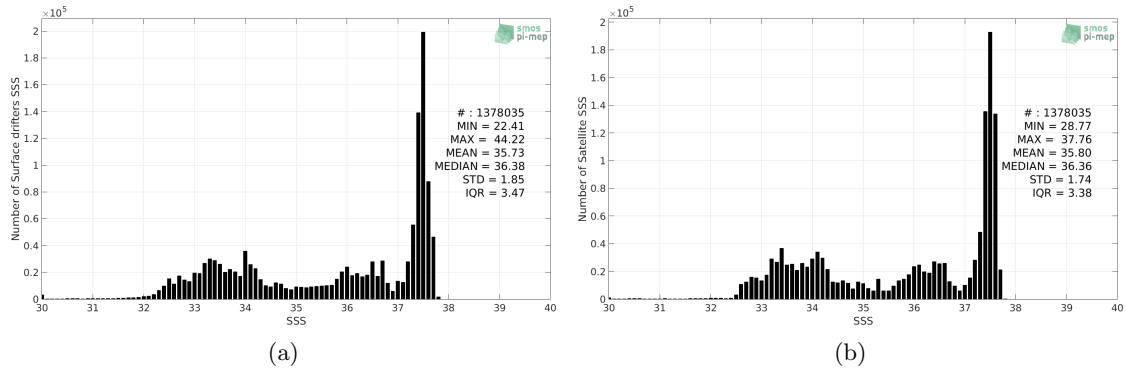 ×10⁵
2
1.8
1.6
1.4
1.2
1
0.8
0.6
0.4
0.2
0
Number of Surface drifters SSS
smos
pi-mep
# : 1378035
MIN = 22.41
MAX = 44.22
MEAN = 35.73
MEDIAN = 36.38
STD = 1.85
IQR = 3.47
30 31 32 33 34 35 36 37 38 39 40
SSS
(a)
×10⁵
2
1.8
1.6
1.4
1.2
1
0.8
0.6
0.4
0.2
0
Number of Satellite SSS
smos
pi-mep
# : 1378035
MIN = 28.77
MAX = 37.76
MEAN = 35.80
MEDIAN = 36.36
STD = 1.74
IQR = 3.38
30 31 32 33 34 35 36 37 38 39 40
SSS
(b)